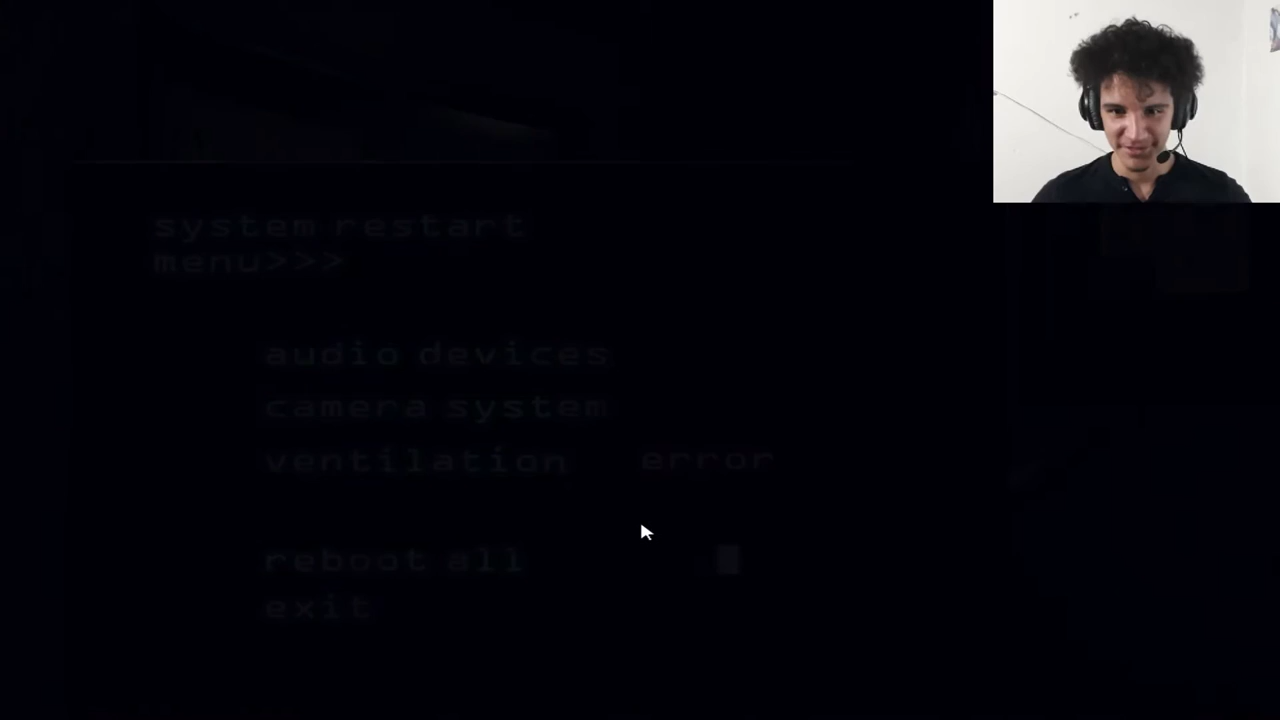 system restart
menu>>>
audio devices
camera system
ventilation error
reboot all
exit